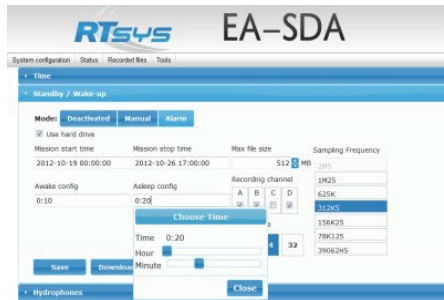 RTsys EA-SDA
System configuration Status Recorded files Tools
Time
Standby / Wake-up
Mode: Deactivated Manual Alarm
Use hard drive
Mission start time Mission stop time Max file size Sampling Frequency
2012-10-19 00:00:00 2012-10-26 17:00:00 512 MB 2MS
1M25
Awake config Asleep config Recording channel 625K
0:10 0:20 A B C D 312K5
Choose Time 156K25
Time 0:20 4 32 78K125
Hour 39062HS
Minute
Save Download Close
Hydrophones